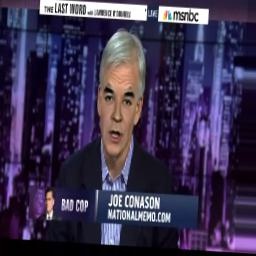 THE LAST WORD WITH LAWRENCE O'DONNELL
LIVE msnbc
BAD COP
JOE CONASON
NATIONALMEMO.COM